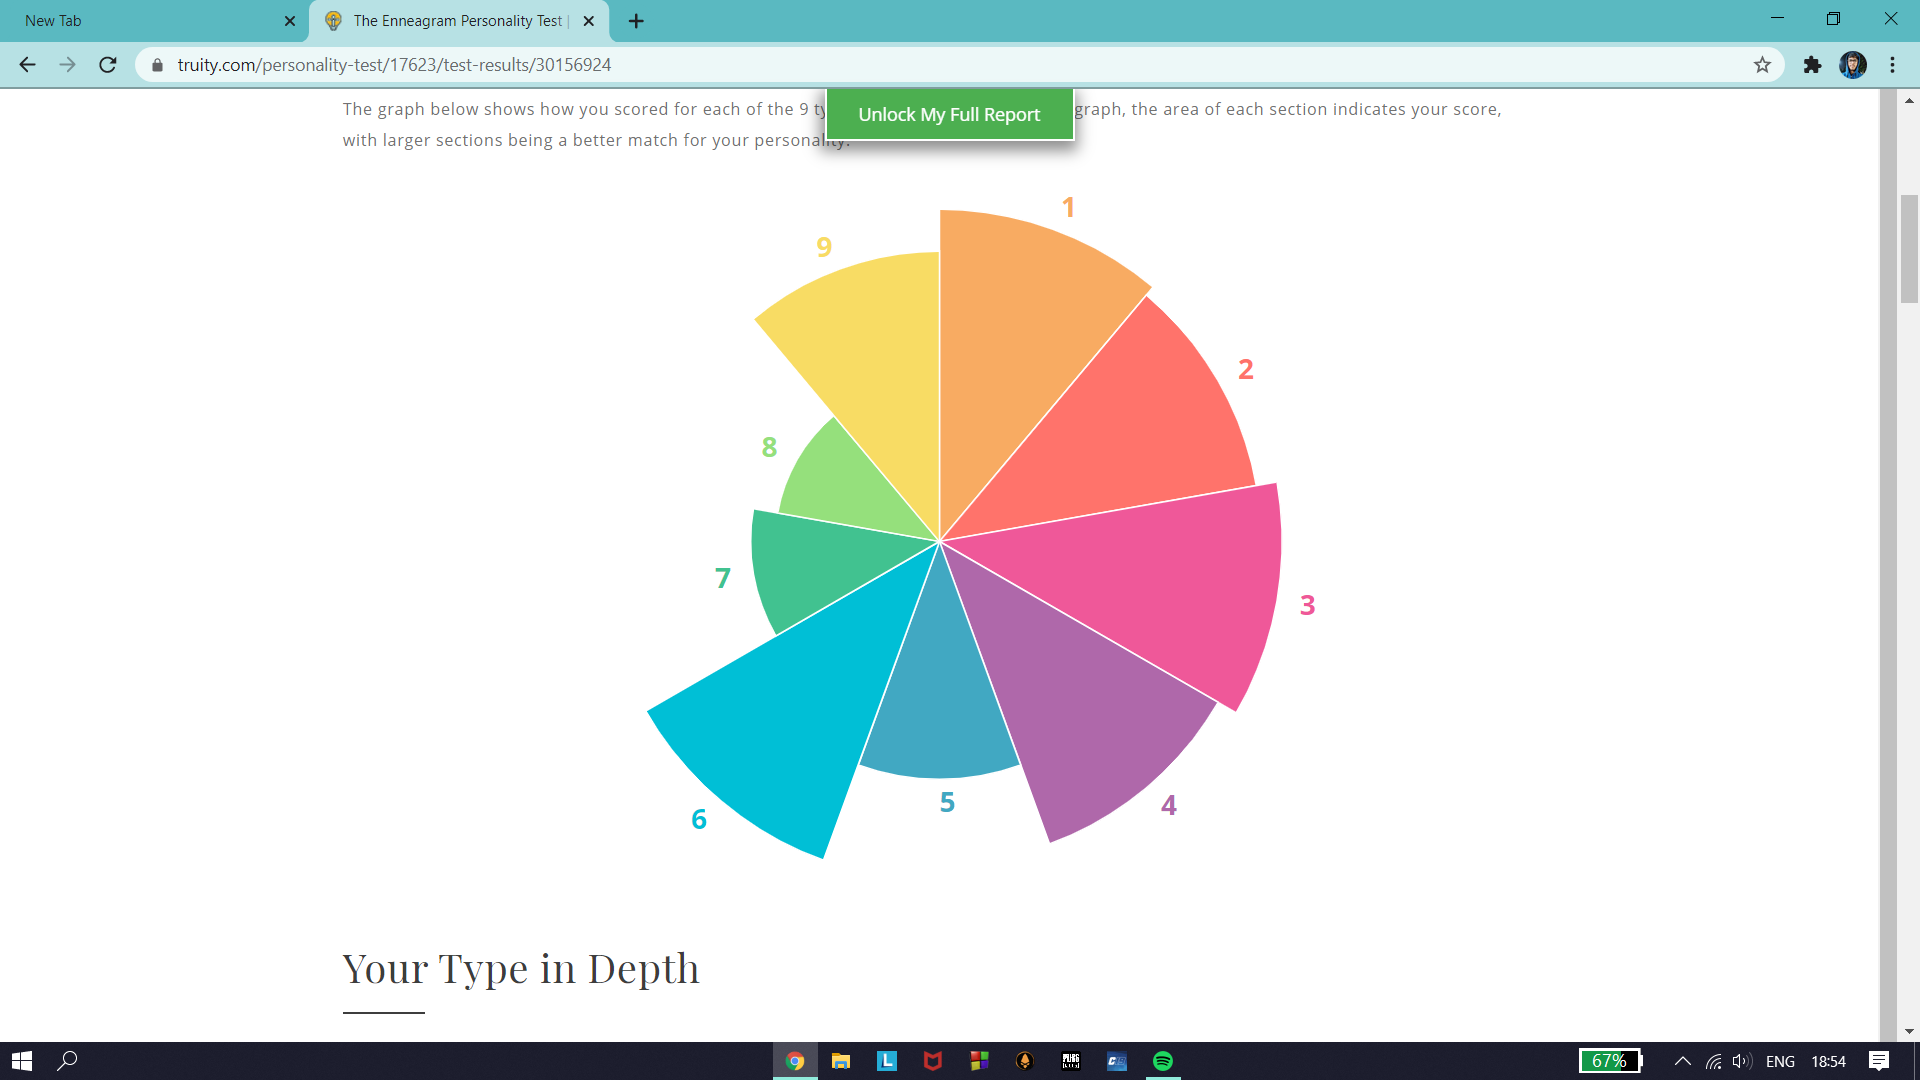 New Tab
The Enneagram Personality Test |
truity.com/personality-test/17623/test-results/30156924
The graph below shows how you scored for each of the 9 ty
Unlock My Full Report
graph, the area of each section indicates your score,
with larger sections being a better match for your personality.
1
9
2
8
7
3
4
5
6
Your Type in Depth
L
PUBG
67%
ENG
18:54